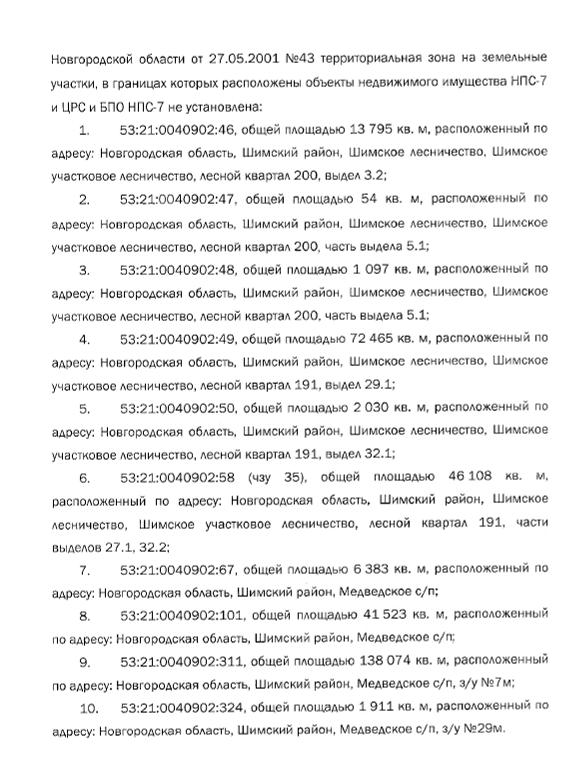 Новгородской области от 27.05.2001 №43 территориальная зона на земельные
участки, в границах которых расположены объекты недвижимого имущества НПС-7
и ЦРС и БПО НПС-7 не установлена:
1. 53:21:0040902:46, общей площадью 13 795 кв. м, расположенный по
адресу: Новгородская область, Шимский район, Шимское лесничество, Шимское
участковое лесничество, лесной квартал 200, выдел 3.2;
2. 53:21:0040902:47, общей площадью 54 кв. м, расположенный по
адресу: Новгородская область, Шимский район, Шимское лесничество, Шимское
участковое лесничество, лесной квартал 200, часть выдела 5.1;
3. 53:21:0040902:48, общей площадью 1 097 кв. м, расположенный по
адресу: Новгородская область, Шимский район, Шимское лесничество, Шимское
участковое лесничество, лесной квартал 200, часть выдела 5.1;
4. 53:21:0040902:49, общей площадью 72 465 кв. м, расположенный по
адресу: Новгородская область, Шимский район, Шимское лесничество, Шимское
участковое лесничество, лесной квартал 191, выдел 29.1;
5. 53:21:0040902:50, общей площадью 2 030 кв. м, расположенный по
адресу: Новгородская область, Шимский район, Шимское лесничество, Шимское
участковое лесничество, лесной квартал 191, выдел 32.1;
6. 53:21:0040902:58 (чзу 35), общей площадью 46 108 кв. м,
расположенный по адресу: Новгородская область, Шимский район, Шимское
лесничество, Шимское участковое лесничество, лесной квартал 191, части
выделов 27.1, 32.2;
7. 53:21:0040902:67, общей площадью 6 383 кв. м, расположенный по
адресу: Новгородская область, Шимский район, Медведское с/п;
8. 53:21:0040902:101, общей площадью 41 523 кв. м, расположенный
по адресу: Новгородская область, Шимский район, Медведское с/п;
9. 53:21:0040902:311, общей площадью 138 074 кв. м, расположенный
по адресу: Новгородская область, Шимский район, Медведское с/п, з/у №7м;
10. 53:21:0040902:324, общей площадью 1 911 кв. м, расположенный по
адресу: Новгородская область, Шимский район, Медведское с/п, з/у №29м.